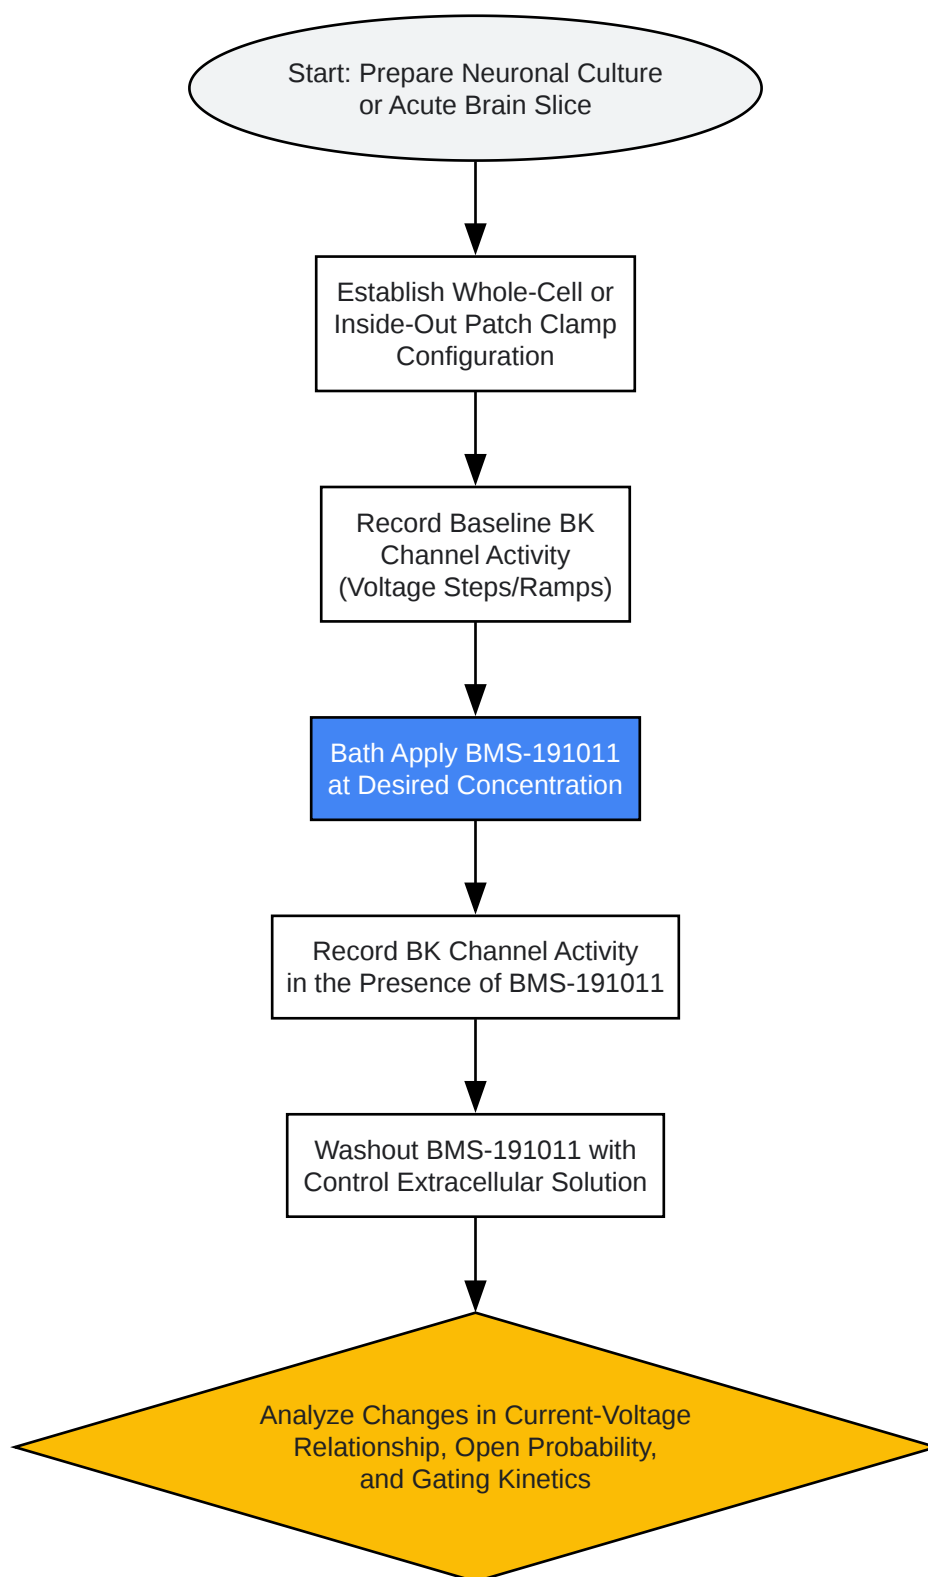 Start: Prepare Neuronal Culture
or Acute Brain Slice
Establish Whole-Cell or
Inside-Out Patch Clamp
Configuration
Record Baseline BK
Channel Activity
(Voltage Steps/Ramps)
Bath Apply BMS-191011
at Desired Concentration
Record BK Channel Activity
in the Presence of BMS-191011
Washout BMS-191011 with
Control Extracellular Solution
Analyze Changes in Current-Voltage
Relationship, Open Probability,
and Gating Kinetics